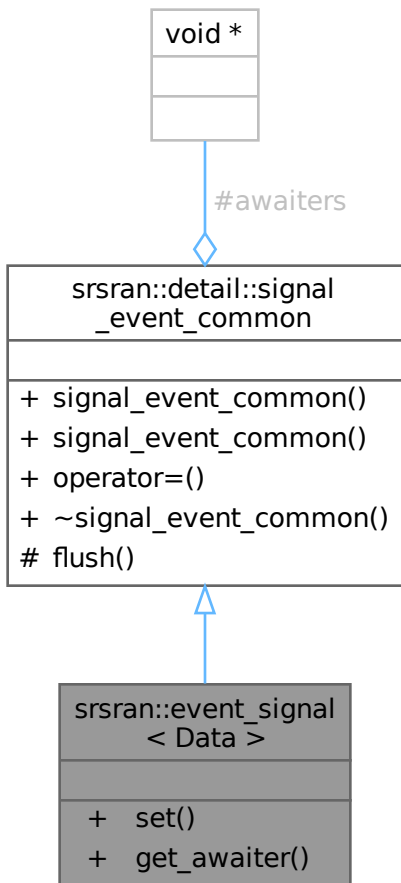 void *
#awaiters
srsran::detail::signal
_event_common
+ signal_event_common()
+ signal_event_common()
+ operator=()
+ ~signal_event_common()
# flush()
srsran::event_signal
< Data >
+ set()
+ get_awaiter()